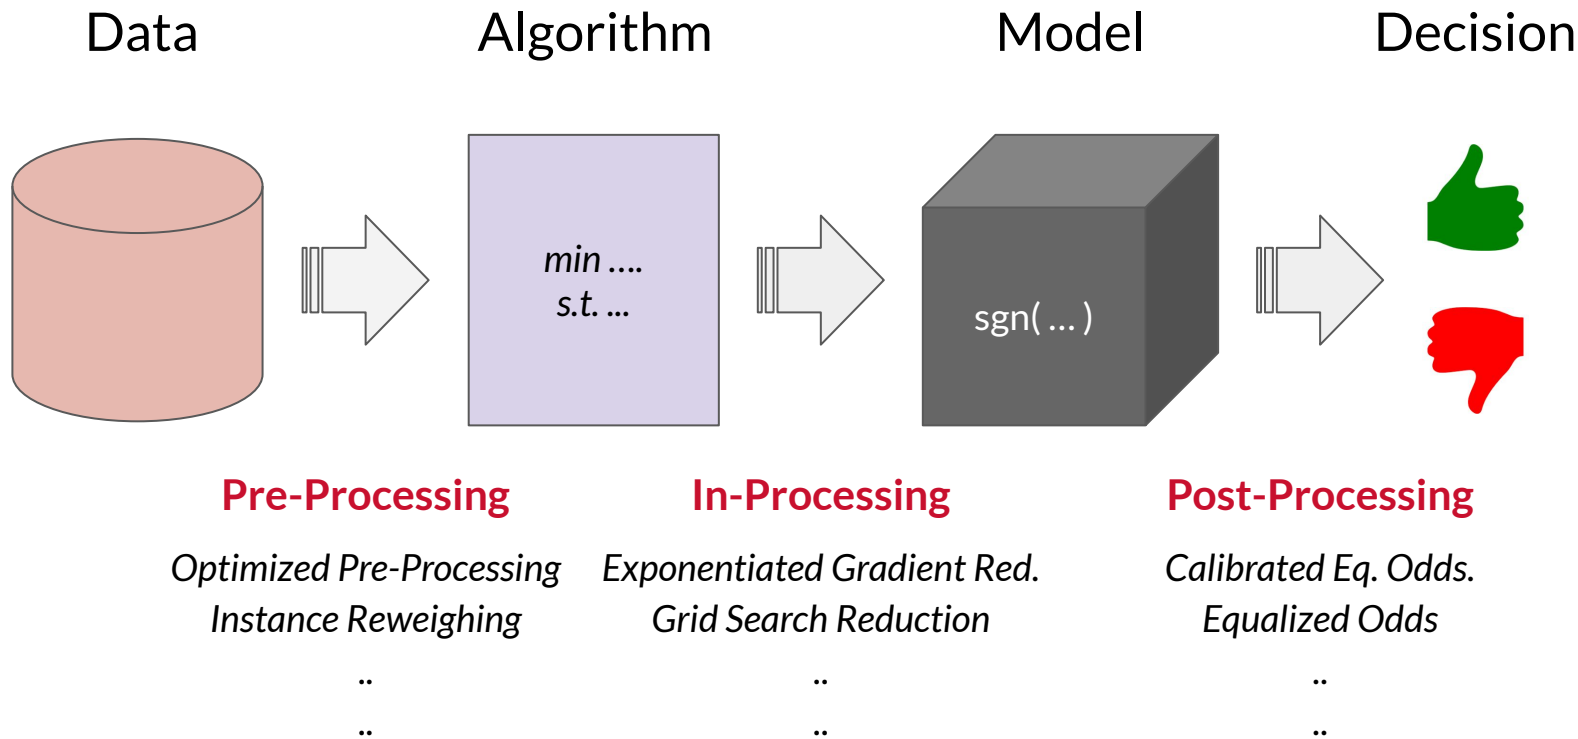 Data
Algorithm
Model
Decision
min ....
s.t. ...
sgn( ... )
Pre-Processing
In-Processing
Post-Processing
Optimized Pre-Processing
Exponentiated Gradient Red.
Calibrated Eq. Odds.
Instance Reweighing
Grid Search Reduction
Equalized Odds
..
..
..
..
..
..